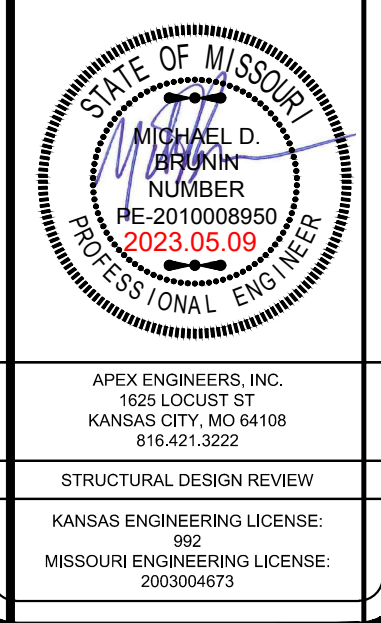 STATE OF MISSOURI
MICHAEL D.
BRUNIN
NUMBER
PE-2010008950
2023.05.09
PROFESSIONAL ENGINEER
APEX ENGINEERS, INC.
1625 LOCUST ST
KANSAS CITY, MO 64108
816.421.3222
STRUCTURAL DESIGN REVIEW
KANSAS ENGINEERING LICENSE:
992
MISSOURI ENGINEERING LICENSE:
2003004673